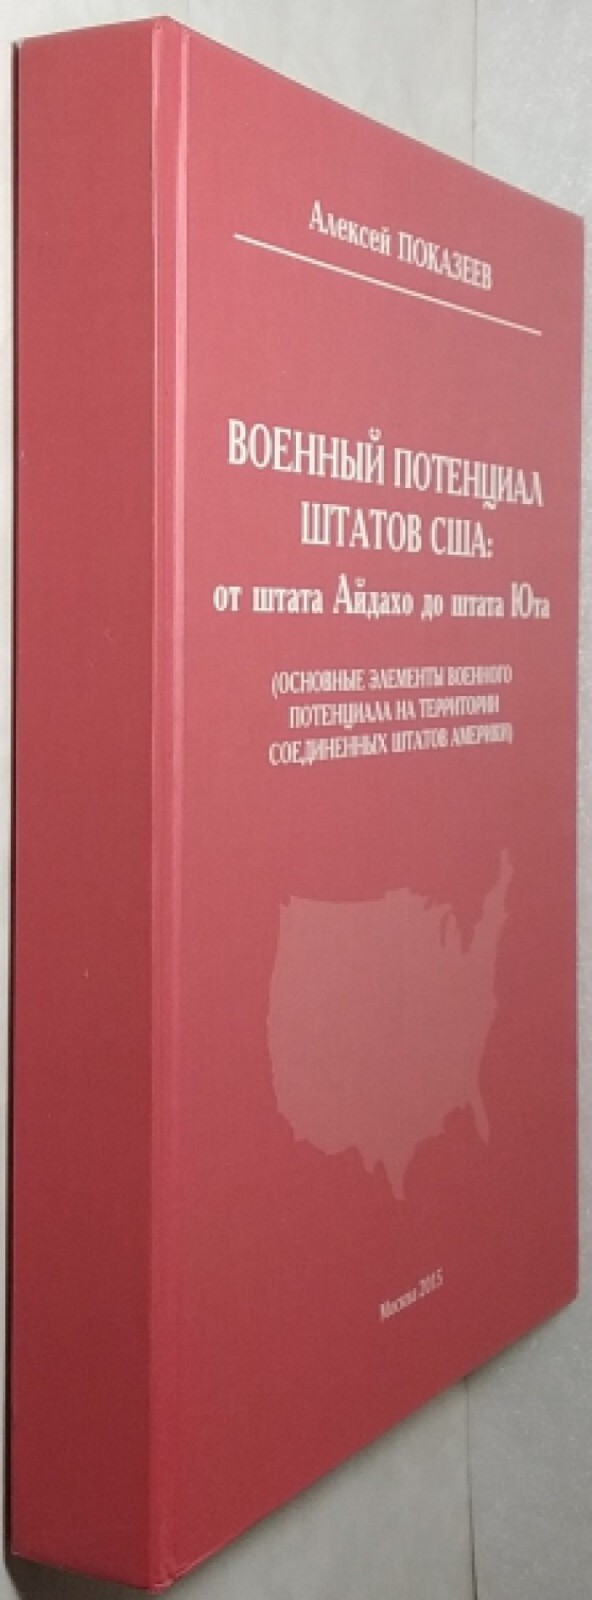 Алексей ПОКАЗЕЕВ
ВОЕННЫЙ ПОТЕНЦИАЛ
ШТАТОВ США:
от штата Айдахо до штата Юта
(ОСНОВНЫЕ ЭЛЕМЕНТЫ ВОЕННОГО
ПОТЕНЦИАЛА НА ТЕРРИТОРИИ
СОЕДИНЕННЫХ ШТАТОВ АМЕРИКИ)
Москва 2015